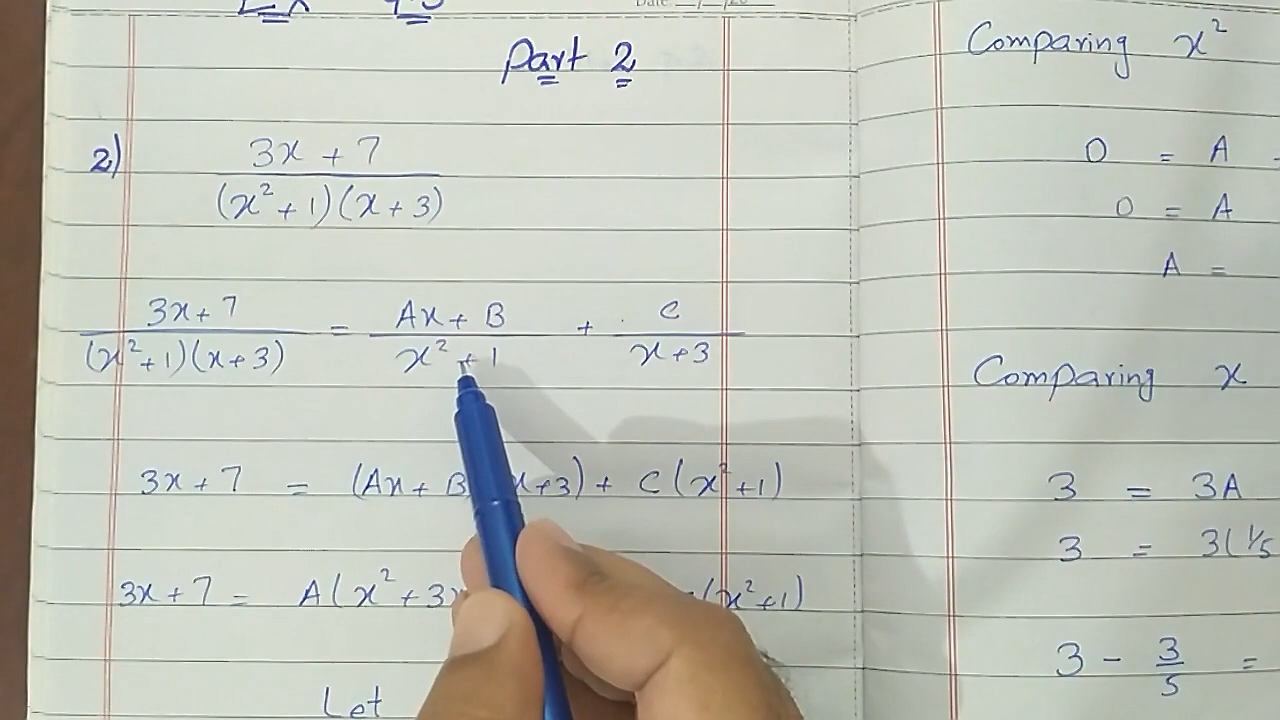 Part 2
2) 3x + 7
(x² + 1)(x + 3)
3x + 7 = Ax + B + C
(x² + 1)(x + 3) x² + 1 x + 3
3x + 7 = (Ax + B x + 3) + C(x² + 1)
3x + 7 = A(x² + 3x (x² + 1)
Let
Comparing x²
0 = A
0 = A
A =
Comparing x
3 = 3A
3 = 3(1/5
3 - 3/5 =